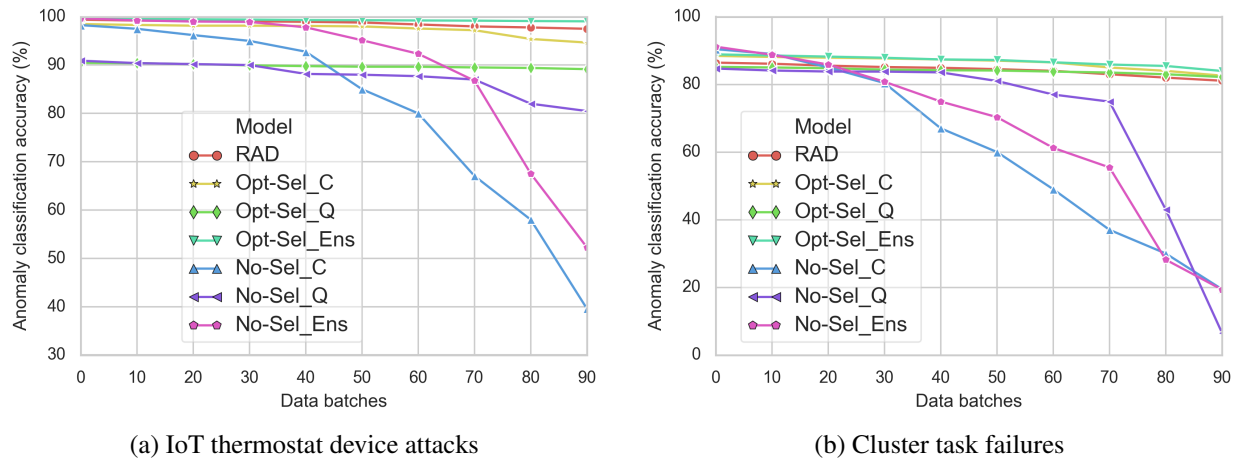 Anomaly classification accuracy (%)
100
90
80
70
60
50
40
30
Model
RAD
Opt-Sel_C
Opt-Sel_Q
Opt-Sel_Ens
No-Sel_C
No-Sel_Q
No-Sel_Ens
0 10 20 30 40 50 60 70 80 90
Data batches
(a) IoT thermostat device attacks
Anomaly classification accuracy (%)
100
80
60
40
20
0
Model
RAD
Opt-Sel_C
Opt-Sel_Q
Opt-Sel_Ens
No-Sel_C
No-Sel_Q
No-Sel_Ens
0 10 20 30 40 50 60 70 80 90
Data batches
(b) Cluster task failures